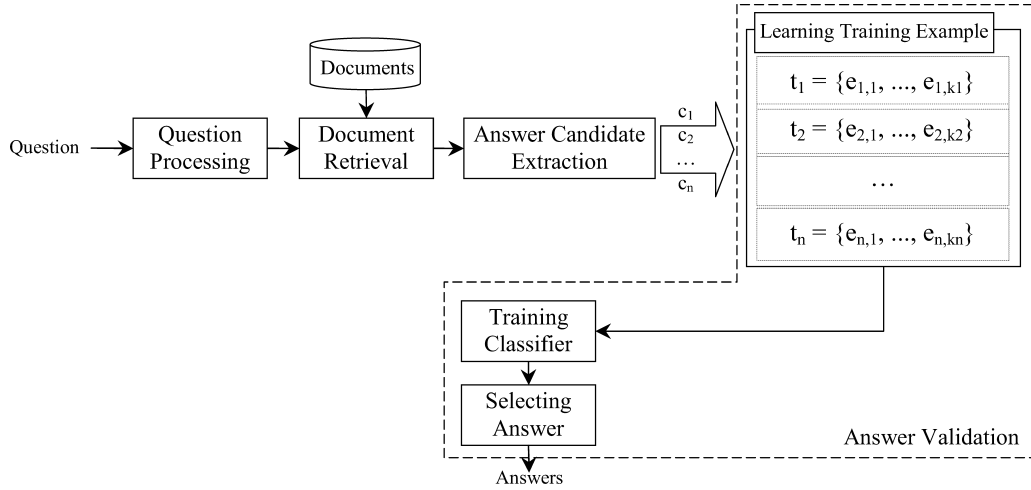 Question
Question
Processing
Documents
Document
Retrieval
Answer Candidate
Extraction
c1
c2
...
cn
Learning Training Example
t1 = {e1,1, ..., e1,k1}
t2 = {e2,1, ..., e2,k2}
...
tn = {en,1, ..., en,kn}
Training
Classifier
Selecting
Answer
Answer Validation
Answers